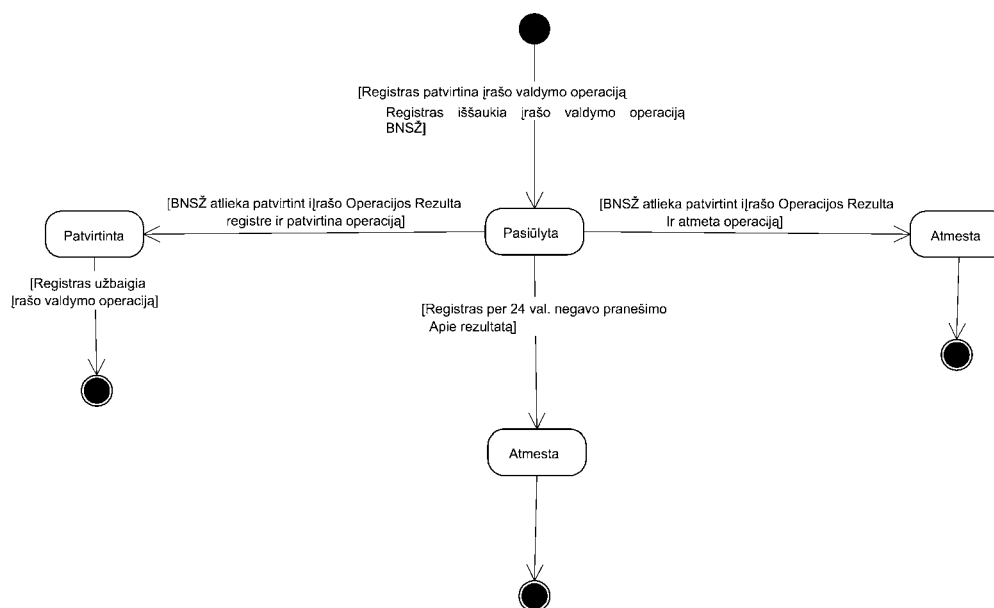 [Registras patvirtina įrašo valdymo operaciją
Registras iššaukia įrašo valdymo operaciją
BNSŽ]
[BNSŽ atlieka patvirtint iĮrašo Operacijos Rezulta
registre ir patvirtina operaciją]
[BNSŽ atlieka patvirtint iĮrašo Operacijos Rezulta
Ir atmeta operaciją]
Patvirtinta
Pasiūlyta
Atmesta
[Registras užbaigia
Įrašo valdymo operaciją]
[Registras per 24 val. negavo pranešimo
Apie rezultatą]
Atmesta